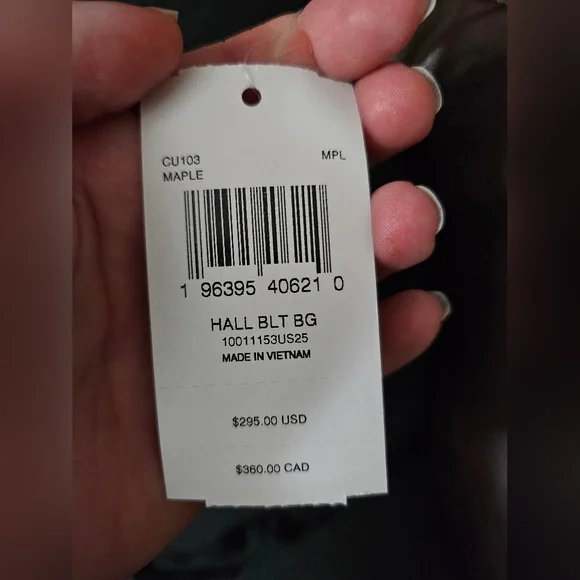 CU103 MPL
MAPLE
1 96395 40621 0
HALL BLT BG
10011153US25
MADE IN VIETNAM
$295.00 USD
$360.00 CAD